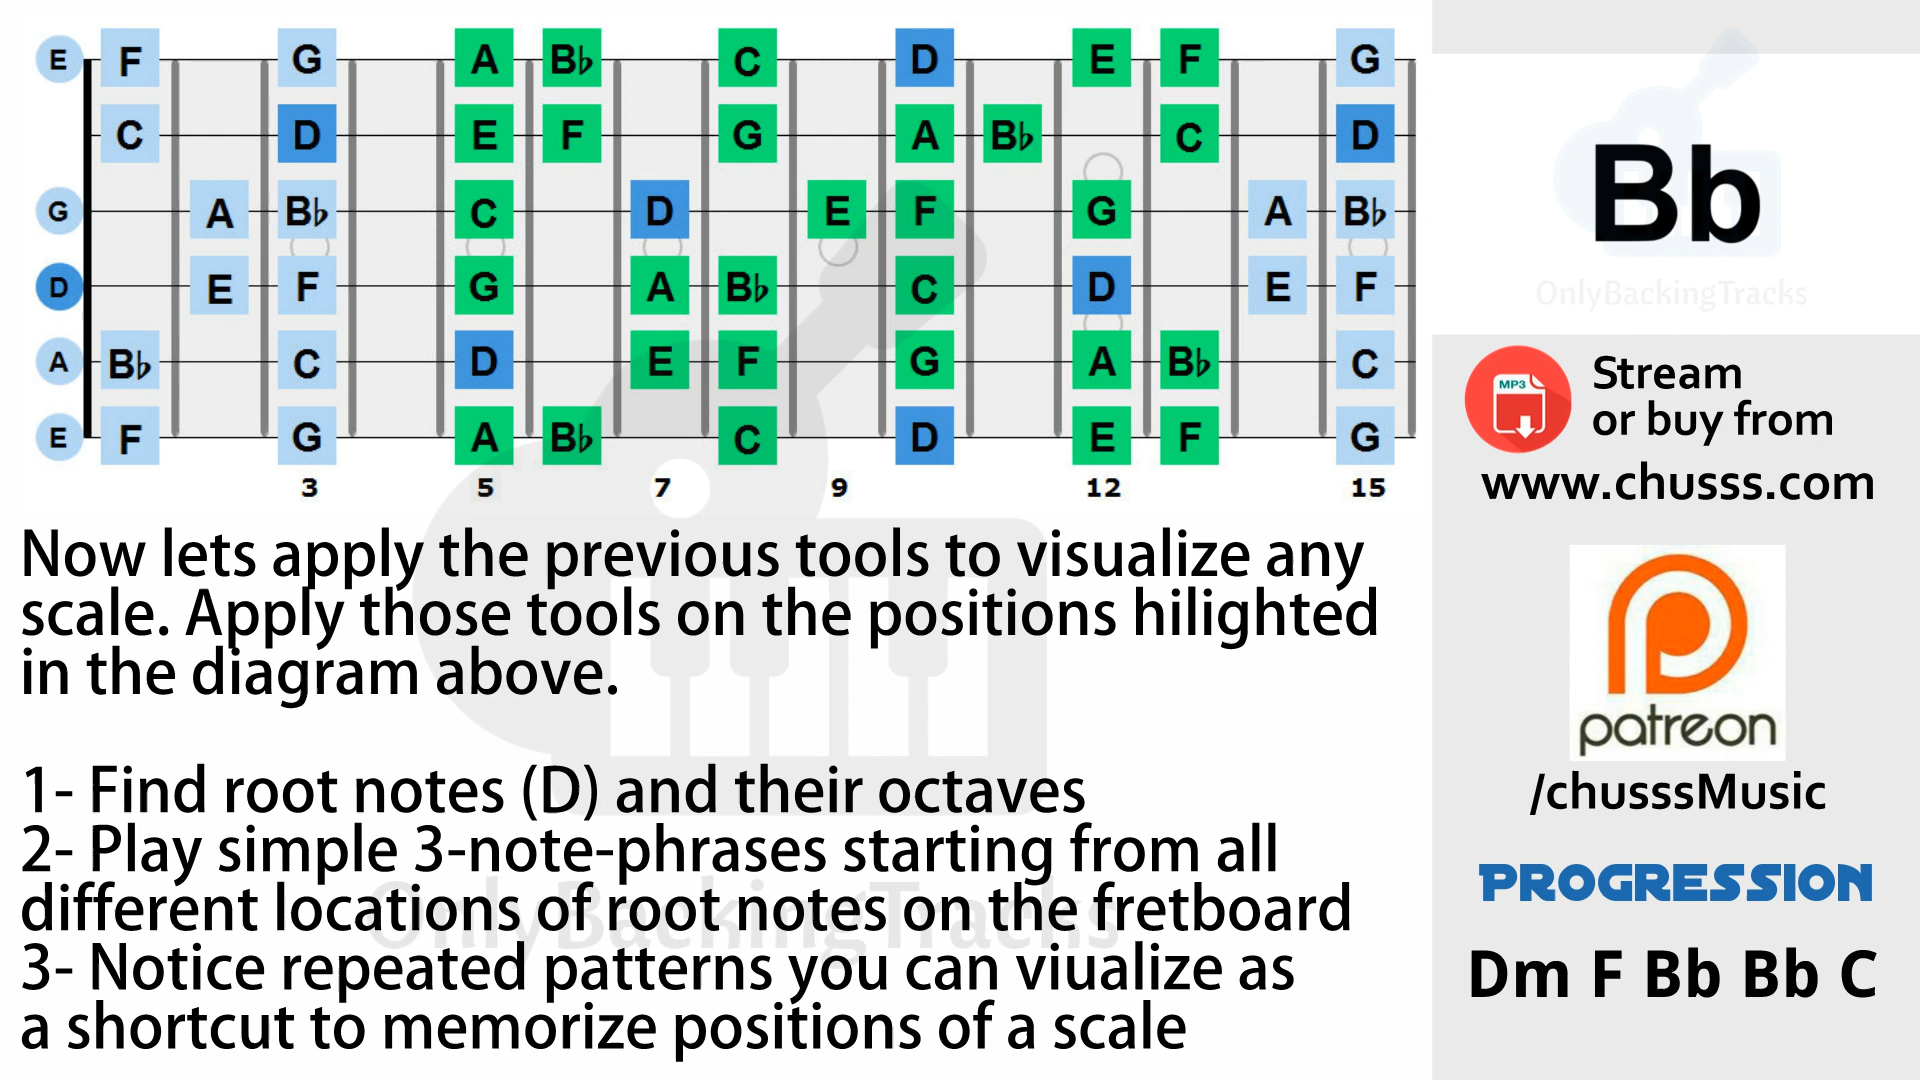 E F G A B♭ C D E F G
C D E F G A B♭ C D
G A B♭ C D E F G A B♭
D E F G A B♭ C D E F
A B♭ C D E F G A B♭ C
E F G A B♭ C D E F G
3 5 7 9 12 15
Now lets apply the previous tools to visualize any
scale. Apply those tools on the positions hilighted
in the diagram above.
1- Find root notes (D) and their octaves
2- Play simple 3-note-phrases starting from all
different locations of root notes on the fretboard
3- Notice repeated patterns you can viualize as
a shortcut to memorize positions of a scale
OnlyBackingTracks
Bb
OnlyBackingTracks
MP3
Stream
or buy from
www.chusss.com
patreon
/chusssMusic
PROGRESSION
Dm F Bb Bb C